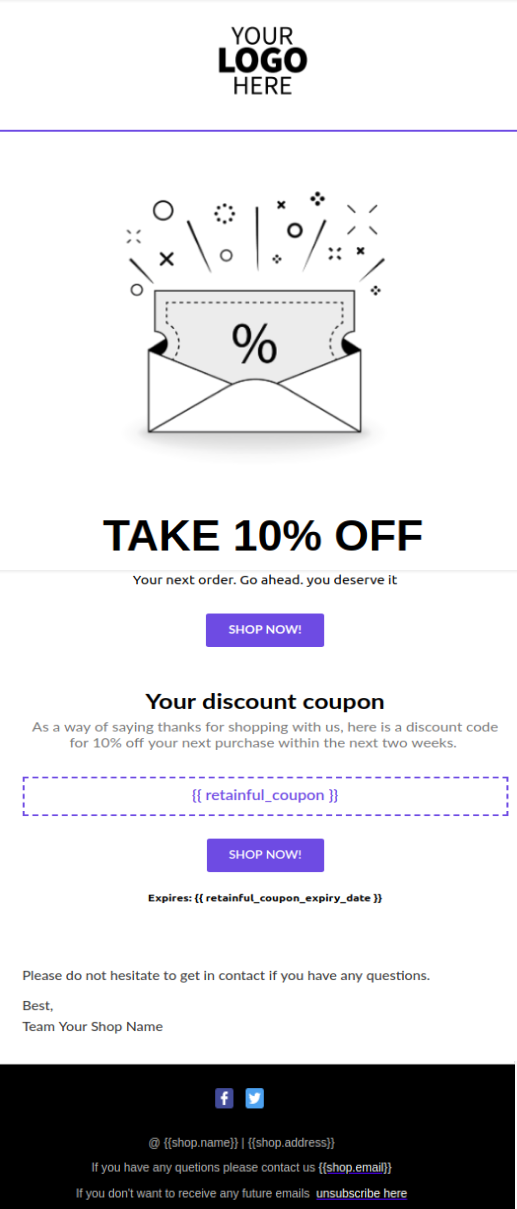 YOUR
LOGO
HERE
%
TAKE 10% OFF
Your next order. Go ahead. you deserve it
SHOP NOW!
Your discount coupon
As a way of saying thanks for shopping with us, here is a discount code
for 10% off your next purchase within the next two weeks.
{{ retainful_coupon }}
SHOP NOW!
Expires: {{ retainful_coupon_expiry_date }}
Please do not hesitate to get in contact if you have any questions.
Best,
Team Your Shop Name
@ {{shop.name}} | {{shop.address}}
If you have any quetions please contact us {{shop.email}}
If you don't want to receive any future emails unsubscribe here